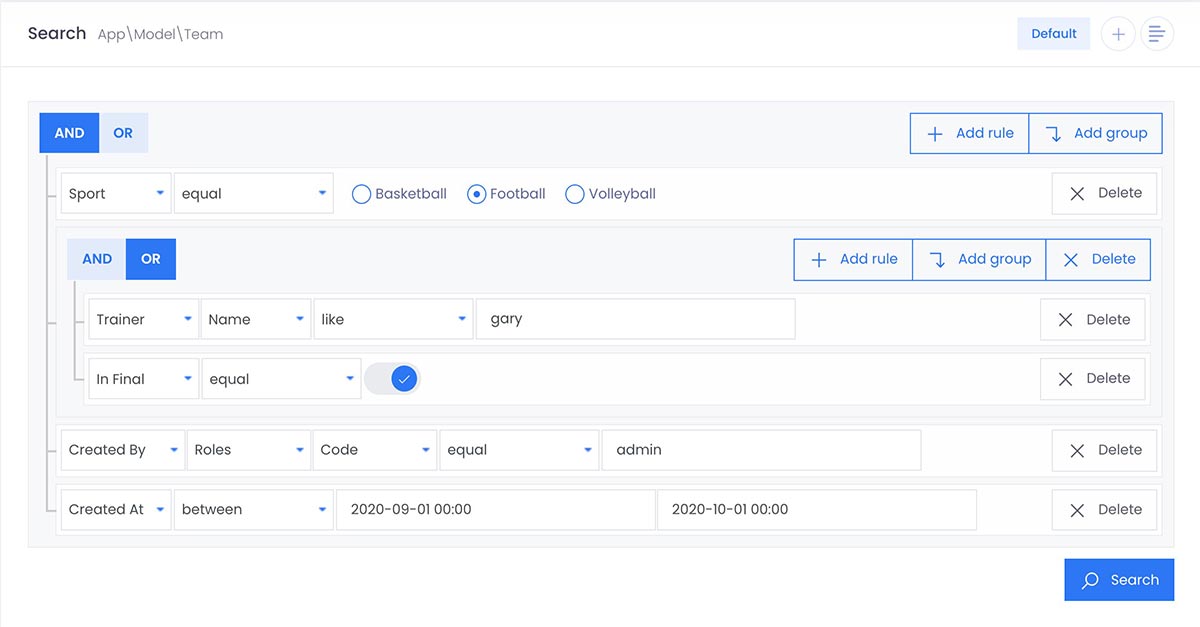 Search App\Model\Team Default
AND OR Add rule Add group
Sport equal Basketball Football Volleyball Delete
AND OR Add rule Add group Delete
Trainer Name like gary Delete
In Final equal Delete
Created By Roles Code equal admin Delete
Created At between 2020-09-01 00:00 2020-10-01 00:00 Delete
Search